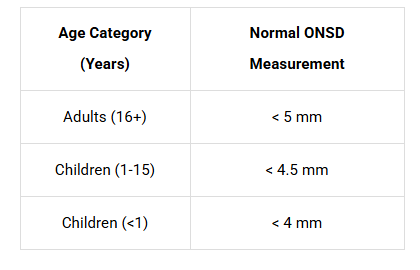 Age Category Normal ONSD
(Years) Measurement
Adults (16+) < 5 mm
Children (1-15) < 4.5 mm
Children (<1) < 4 mm